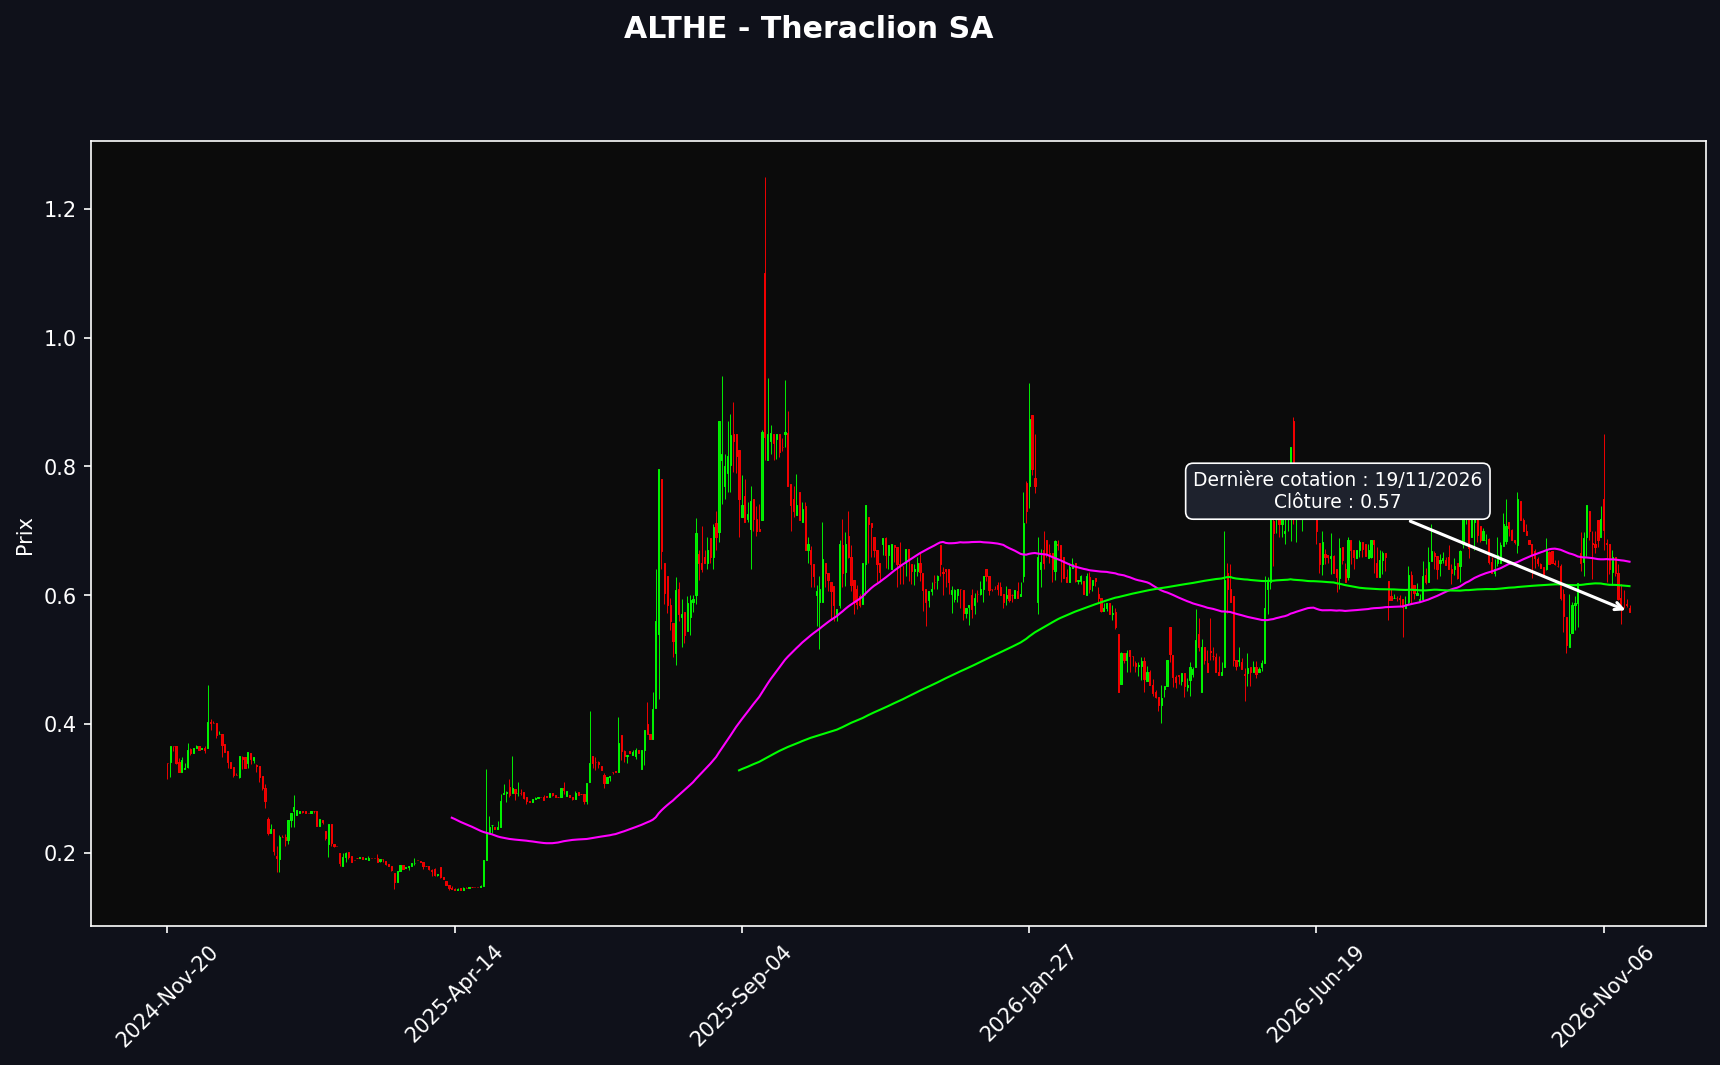 ALTHE - Theraclion SA
Prix
1.2
1.0
0.8
0.6
0.4
0.2
Dernière cotation : 19/11/2026
Clôture : 0.57
2024-Nov-20
2025-Apr-14
2025-Sep-04
2026-Jan-27
2026-Jun-19
2026-Nov-06